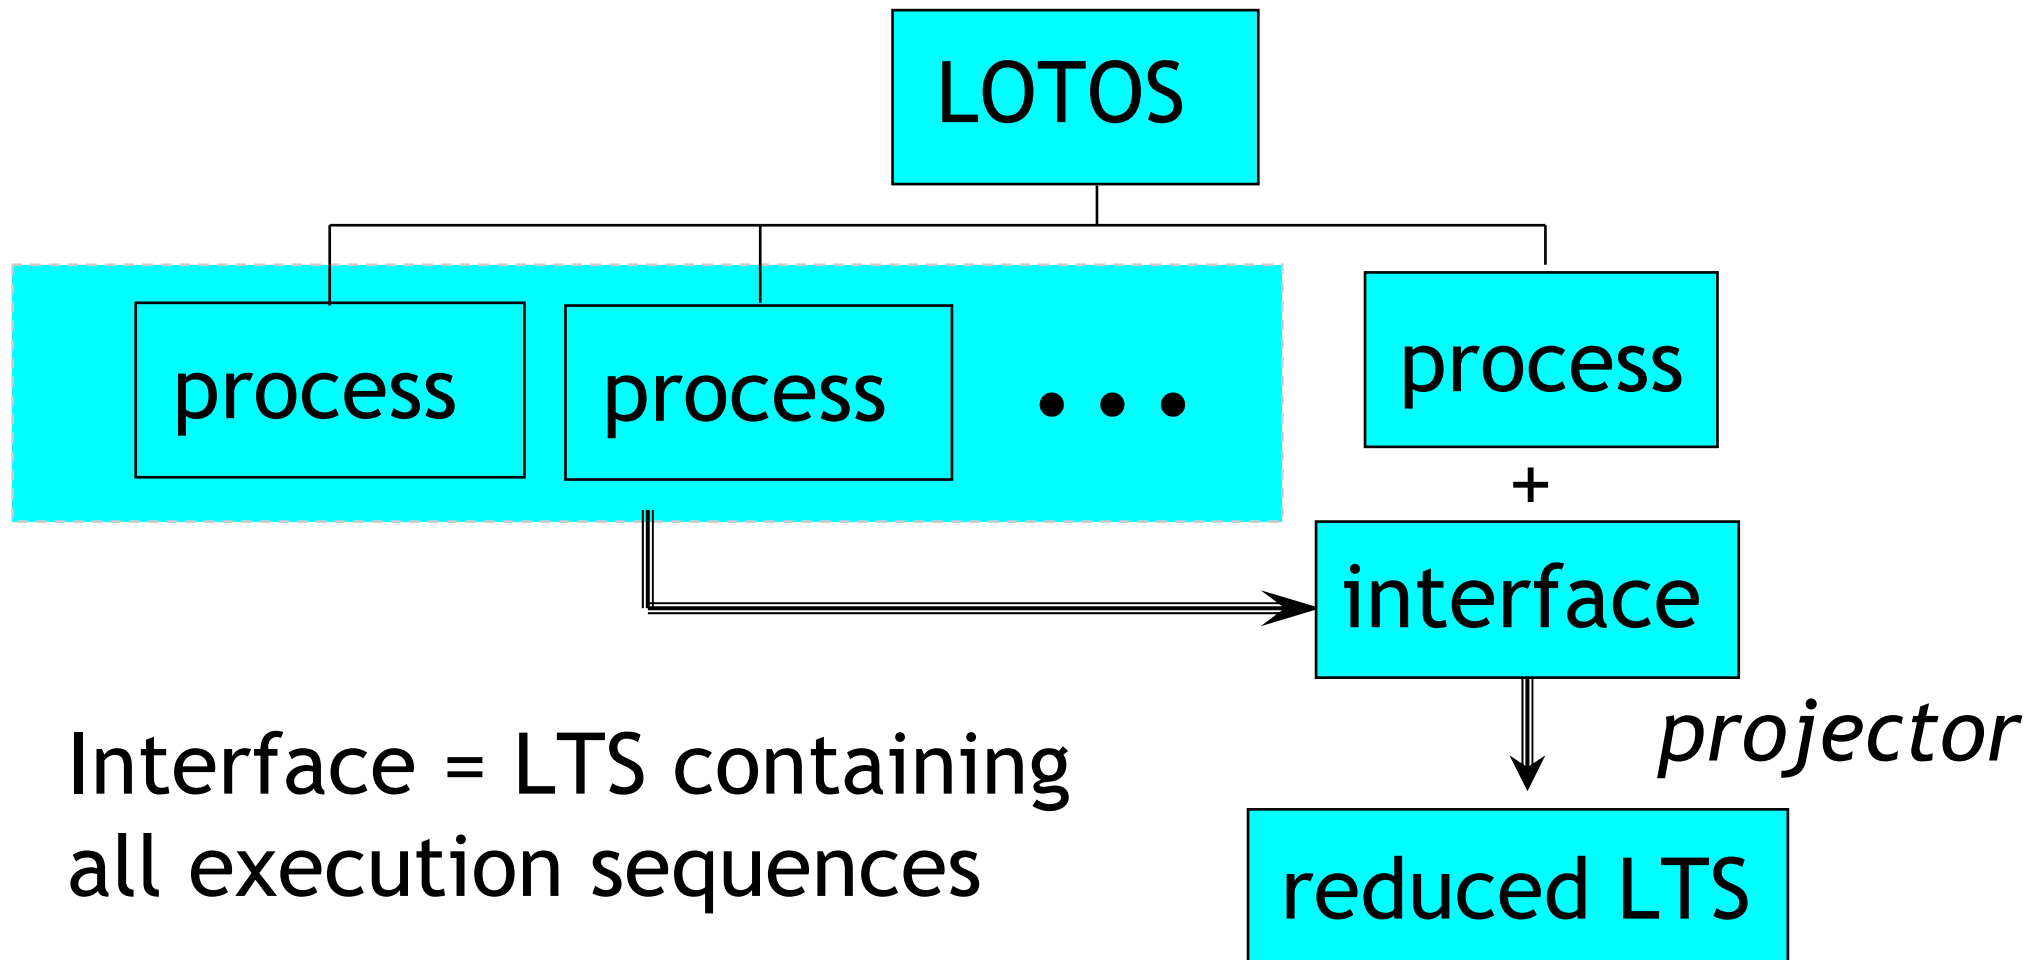 LOTOS
process
process
• • •
process
+
interface
projector
Interface = LTS containing
all execution sequences
reduced LTS